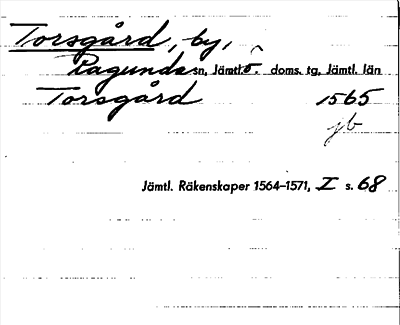 Torsgård, by,
Ragunda sn, Jämtl. ö. doms. tg, Jämtl. län
Torsgård 1565
jb
Jämtl. Räkenskaper 1564–1571, I s. 68